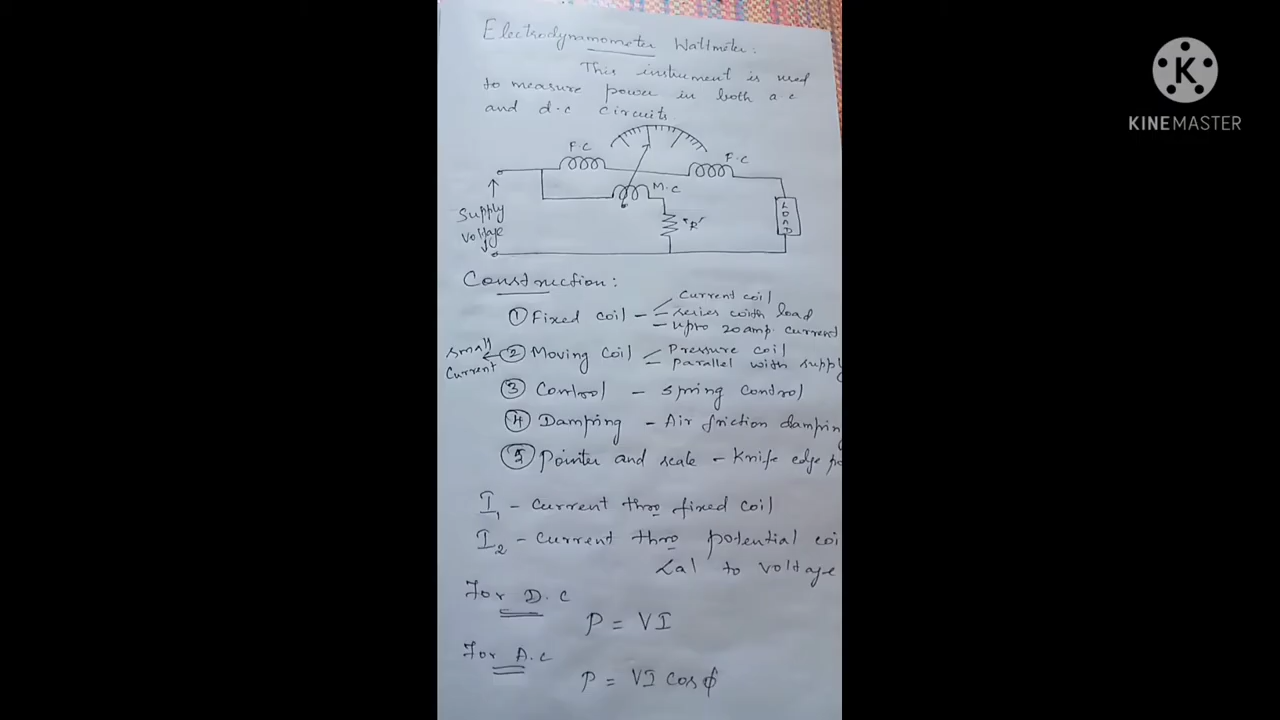 Electrodynamometer Wattmeter:
This instrument is used
to measure power in both a.c
and d.c circuits
F.C
F.C
M.C
"R"
LOAD
Supply
voltage
Construction:
① Fixed coil - current coil
= series with load
= upto 20 amp. current
small
current
② Moving coil < Pressure coil
= parallel with supply
③ Control - spring control
④ Damping - Air friction damping
⑤ Pointer and scale - Knife edge
I₁ - current thro fixed coil
I₂ - current thro potential coi
∠al to voltage
For D.C
P = VI
For A.C
P = VI cos ϕ
K
KINEMASTER